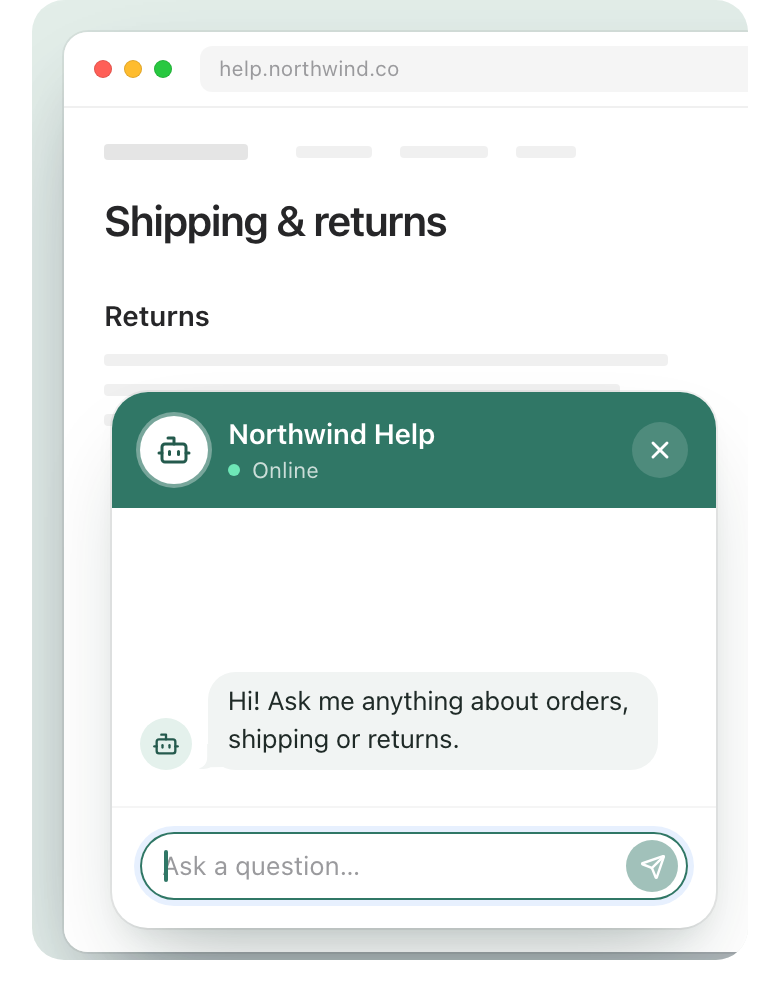 help.northwind.co
Shipping & returns
Returns
Northwind Help
Online
Hi! Ask me anything about orders,
shipping or returns.
Ask a question...